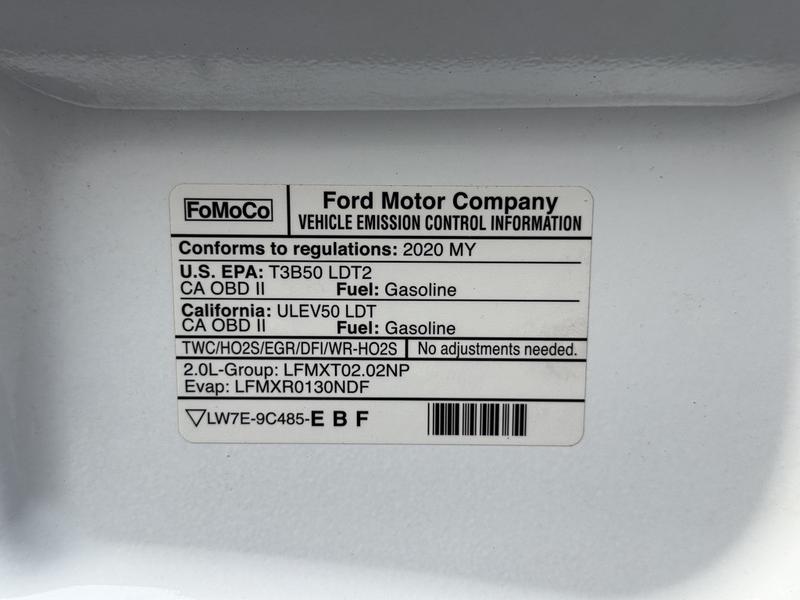 FoMoCo
Ford Motor Company
VEHICLE EMISSION CONTROL INFORMATION
Conforms to regulations: 2020 MY
U.S. EPA: T3B50 LDT2
CA OBD II Fuel: Gasoline
California: ULEV50 LDT
CA OBD II Fuel: Gasoline
TWC/HO2S/EGR/DFI/WR-HO2S No adjustments needed.
2.0L-Group: LFMXT02.02NP
Evap: LFMXR0130NDF
LW7E-9C485-E B F